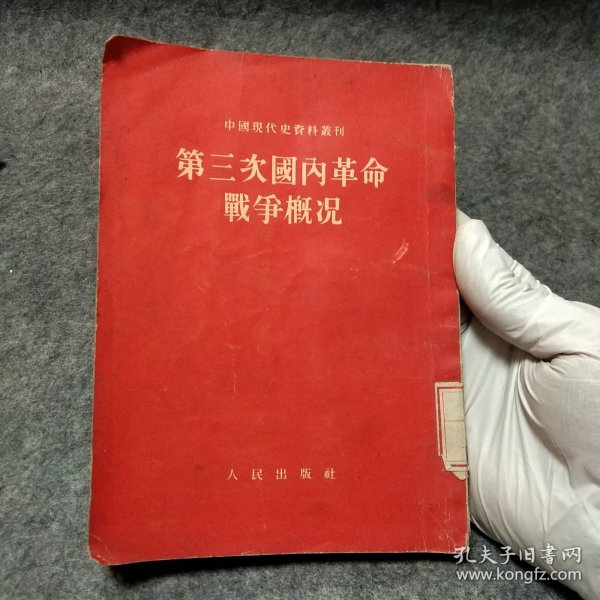 中國現代史資料叢刊
第三次國內革命
戰爭概況
人民出版社
孔夫子旧书网
www.kongfz.com